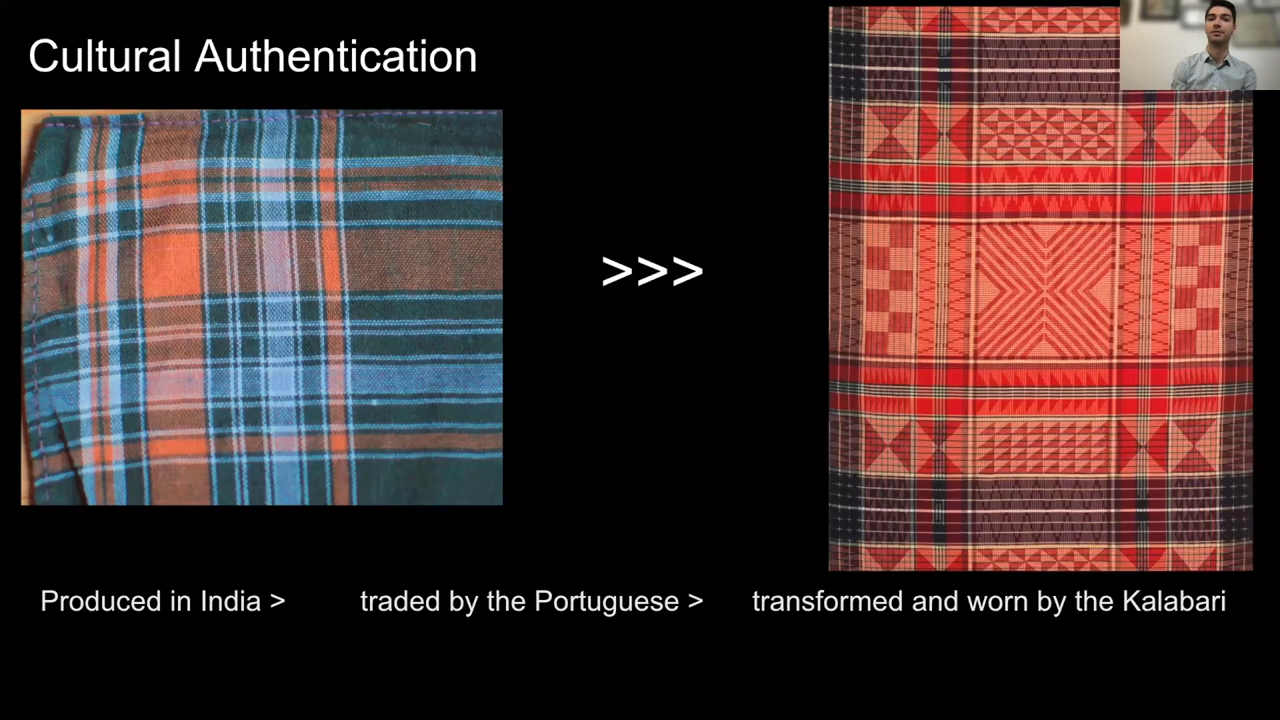 Cultural Authentication
>>>
Produced in India > traded by the Portuguese > transformed and worn by the Kalabari